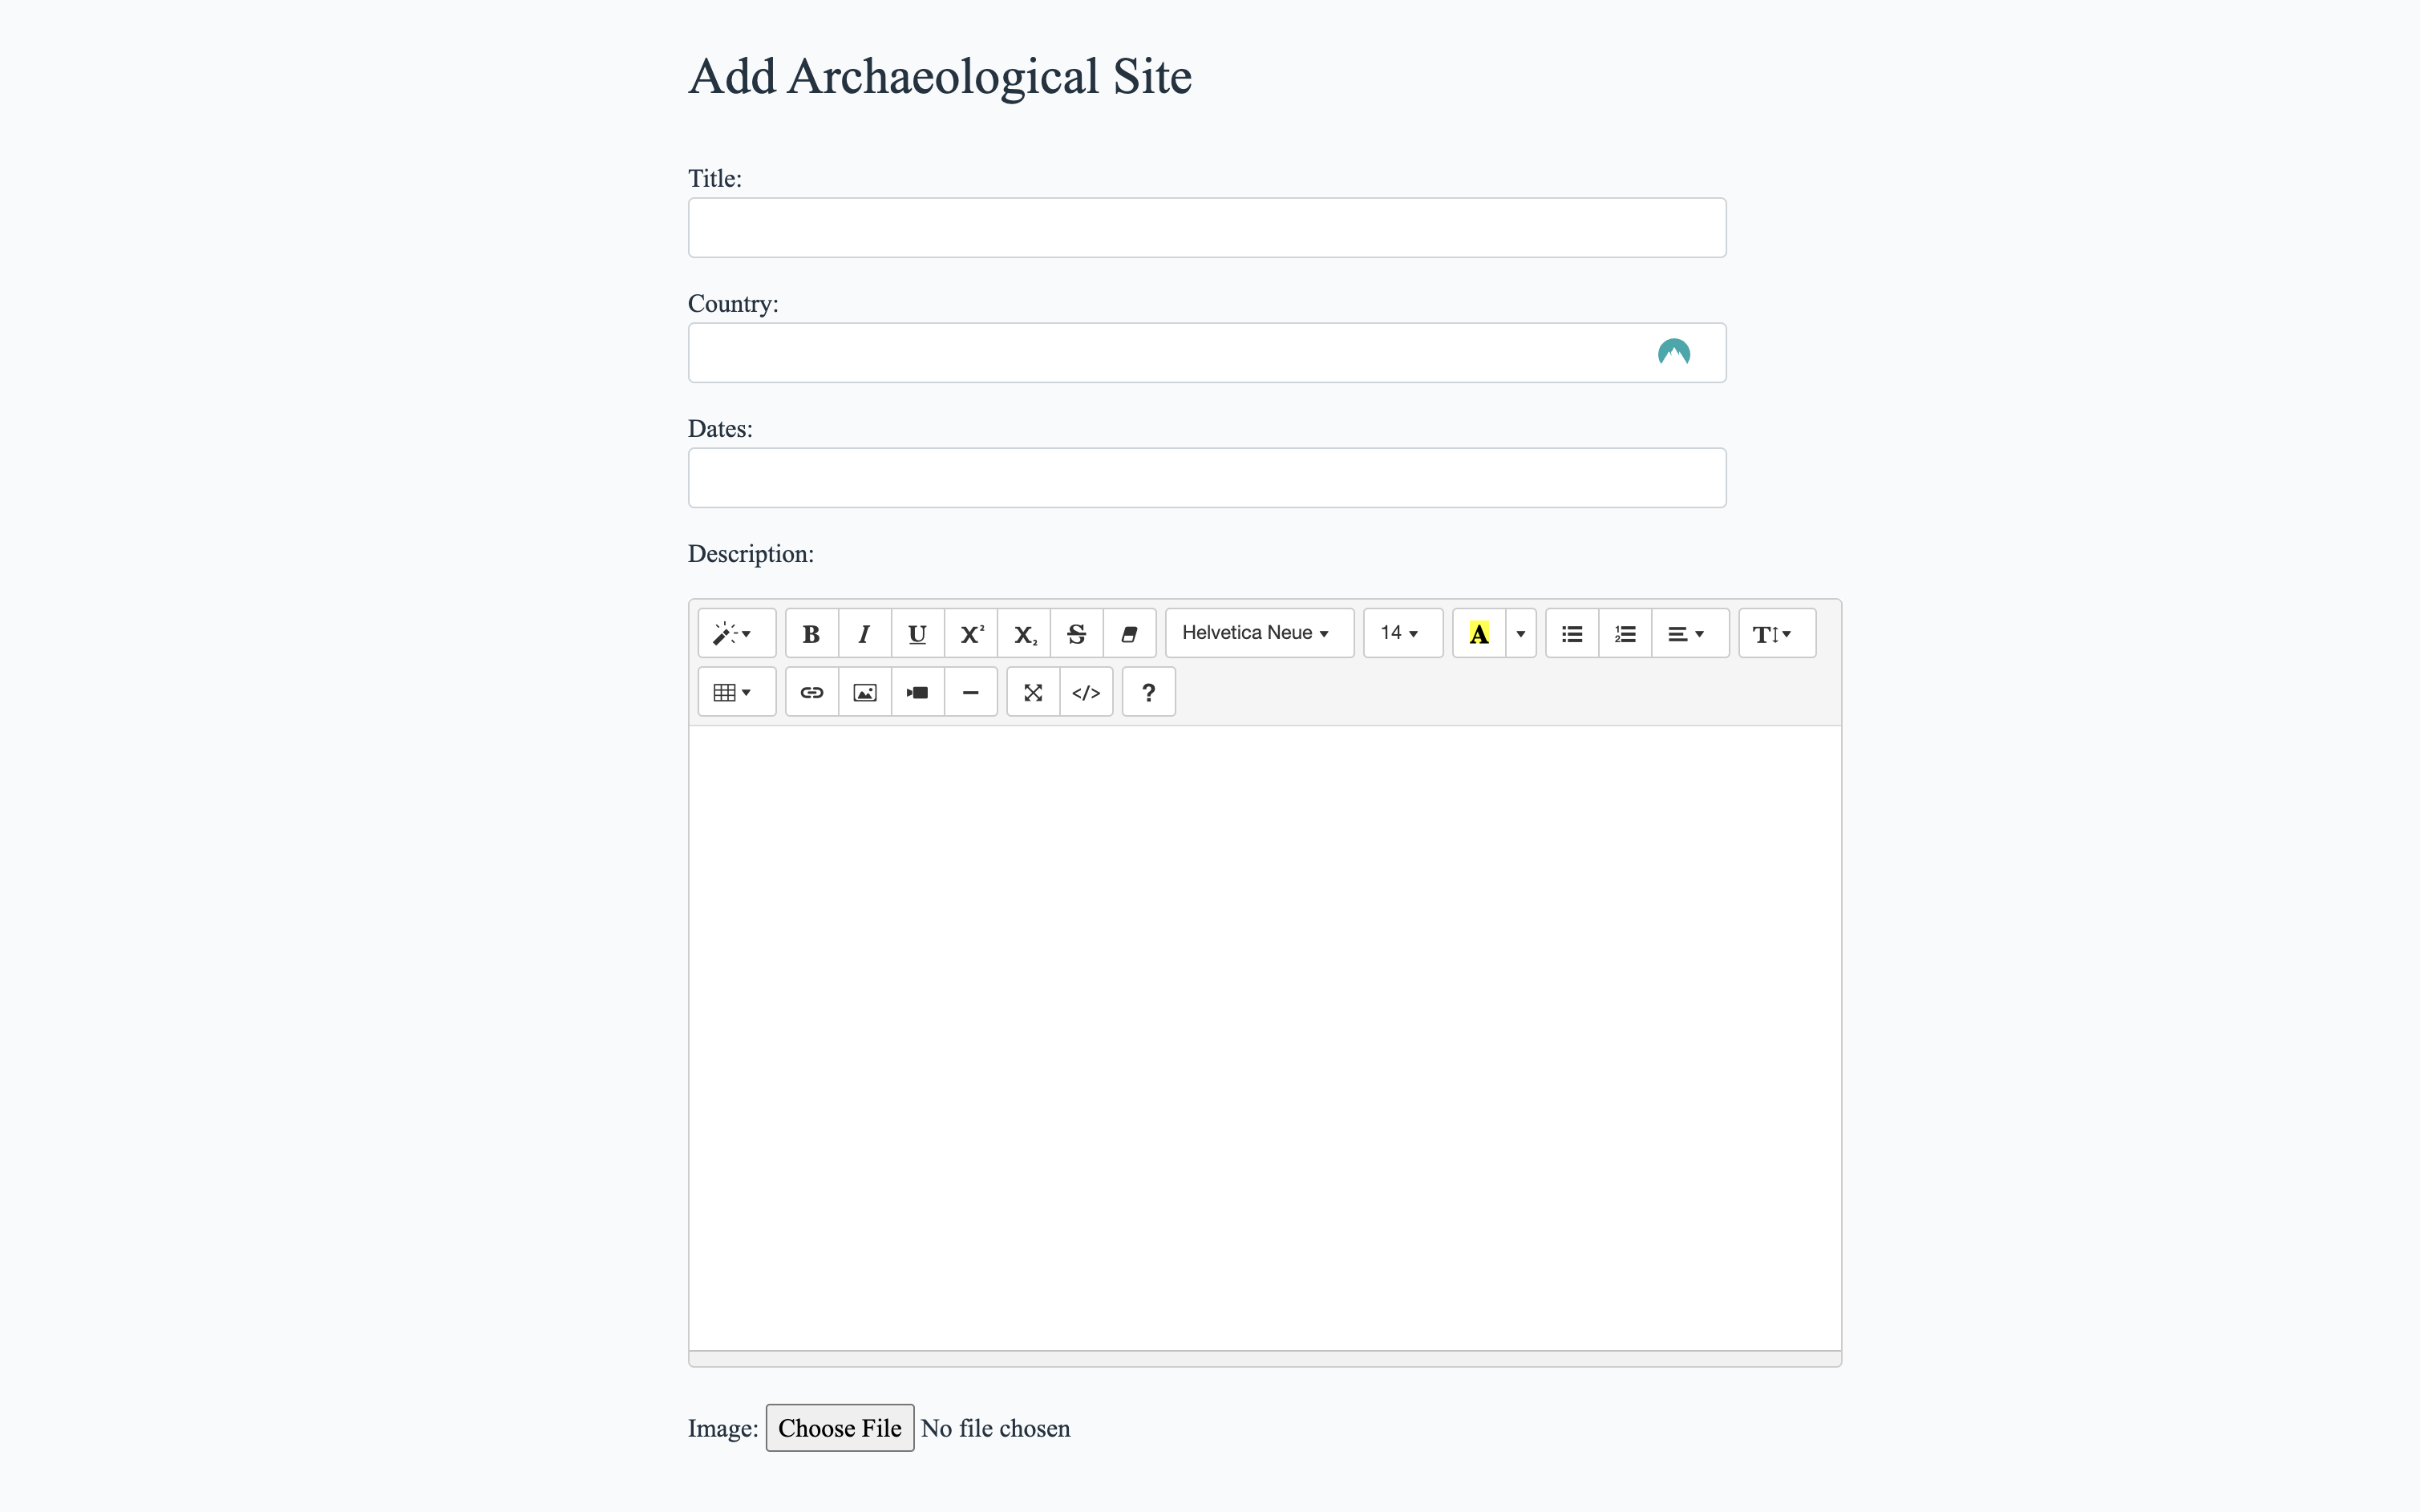 Add Archaeological Site
Title:
Country:
Dates:
Description:
B I U X² X₂ S Helvetica Neue 14 A T
</> ?
Image: Choose File No file chosen